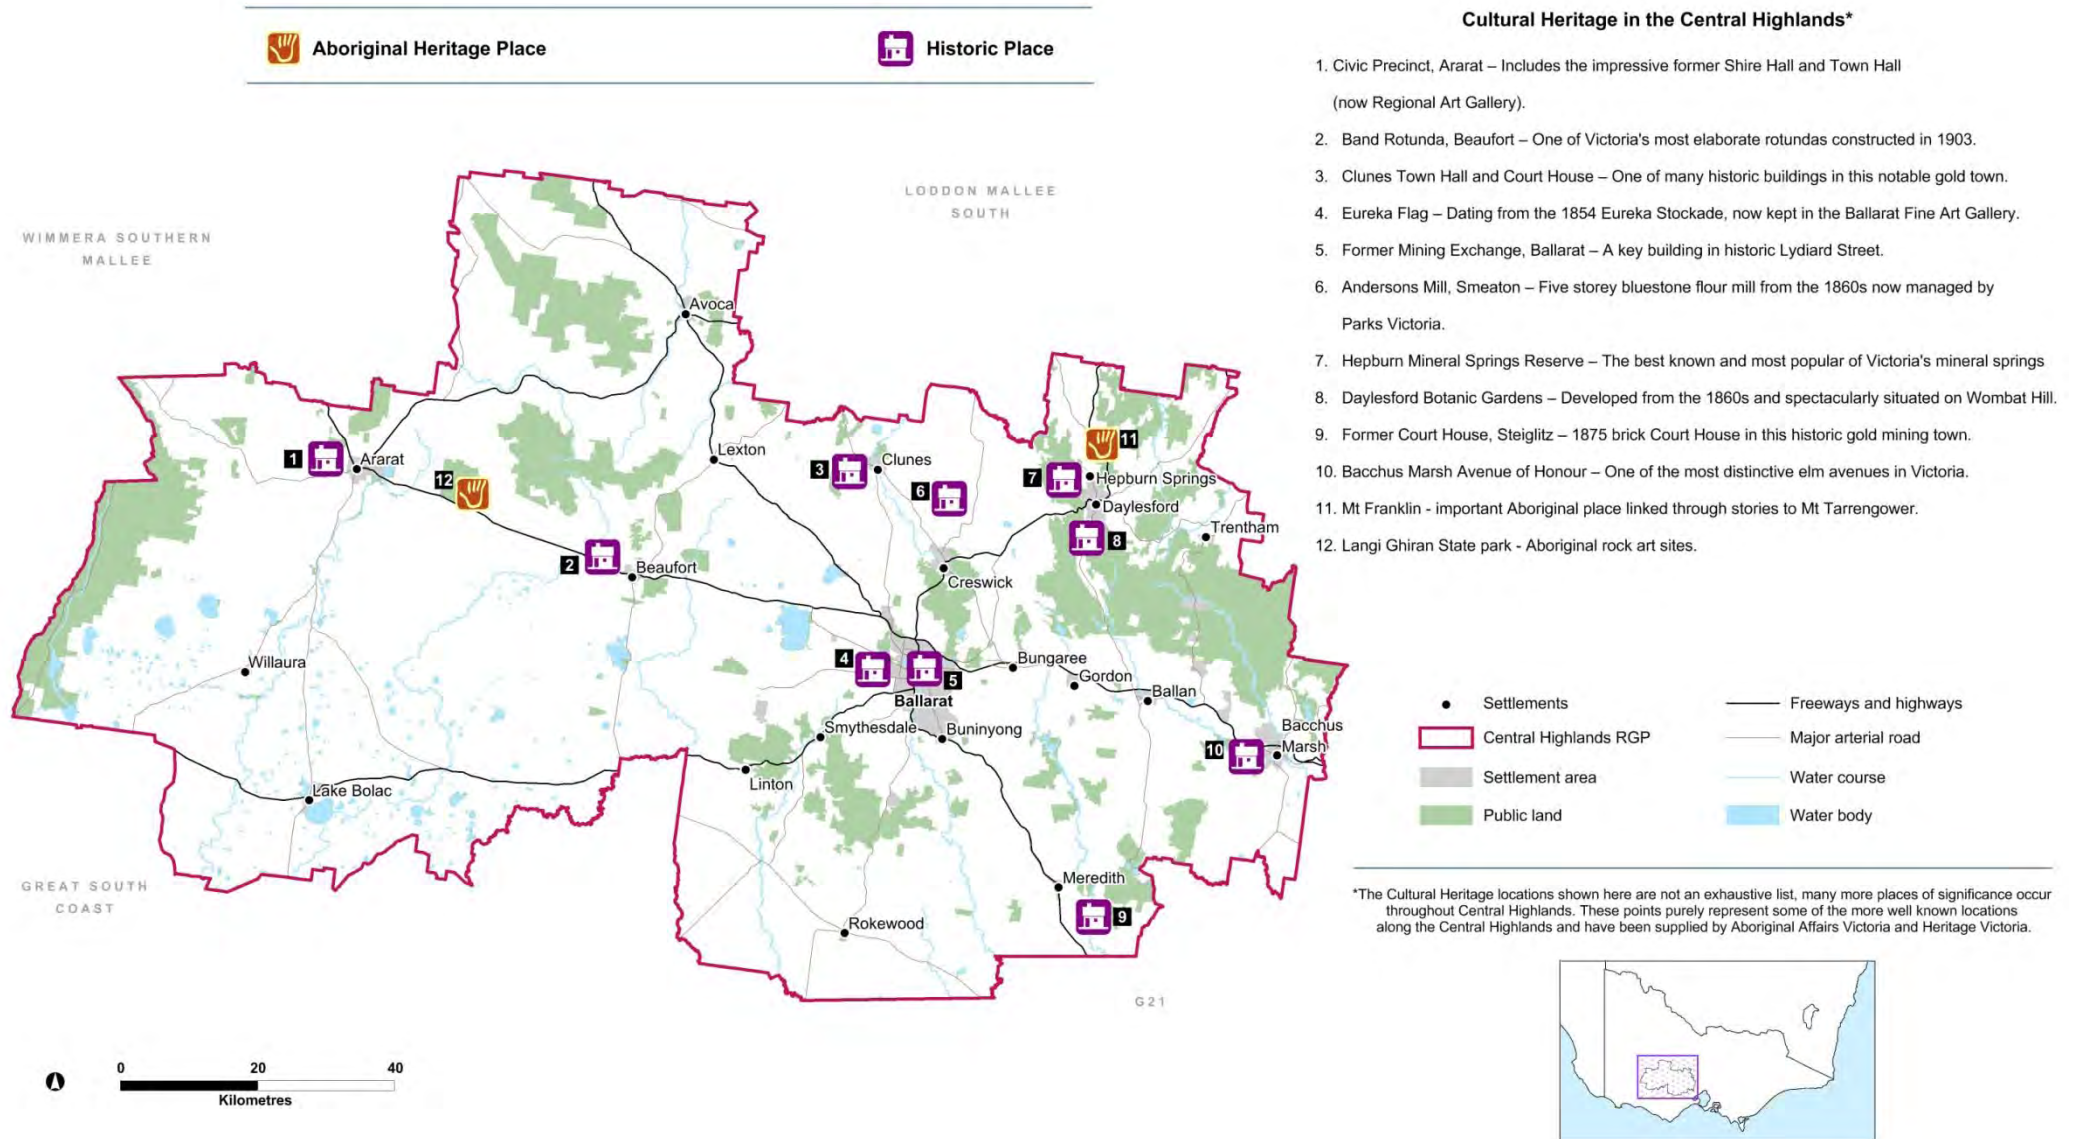 Aboriginal Heritage Place
Historic Place
Cultural Heritage in the Central Highlands*
1. Civic Precinct, Ararat – Includes the impressive former Shire Hall and Town Hall
(now Regional Art Gallery).
2. Band Rotunda, Beaufort – One of Victoria's most elaborate rotundas constructed in 1903.
3. Clunes Town Hall and Court House – One of many historic buildings in this notable gold town.
4. Eureka Flag – Dating from the 1854 Eureka Stockade, now kept in the Ballarat Fine Art Gallery.
5. Former Mining Exchange, Ballarat – A key building in historic Lydiard Street.
6. Andersons Mill, Smeaton – Five storey bluestone flour mill from the 1860s now managed by
Parks Victoria.
7. Hepburn Mineral Springs Reserve – The best known and most popular of Victoria's mineral springs
8. Daylesford Botanic Gardens – Developed from the 1860s and spectacularly situated on Wombat Hill.
9. Former Court House, Steiglitz – 1875 brick Court House in this historic gold mining town.
10. Bacchus Marsh Avenue of Honour – One of the most distinctive elm avenues in Victoria.
11. Mt Franklin - important Aboriginal place linked through stories to Mt Tarrengower.
12. Langi Ghiran State park - Aboriginal rock art sites.
LODDON MALLEE
SOUTH
WIMMERA SOUTHERN
MALLEE
Avoca
1
Ararat
12
Lexton
3
Clunes
6
11
7
Hepburn Springs
Daylesford
8
Trentham
2
Beaufort
Creswick
Willaura
4
5
Ballarat
Bungaree
Gordon
Ballan
Smythesdale
Buninyong
Bacchus
Marsh
10
Linton
Lake Bolac
Meredith
9
Rokewood
GREAT SOUTH
COAST
G21
Settlements
Central Highlands RGP
Settlement area
Public land
Freeways and highways
Major arterial road
Water course
Water body
*The Cultural Heritage locations shown here are not an exhaustive list, many more places of significance occur
throughout Central Highlands. These points purely represent some of the more well known locations
along the Central Highlands and have been supplied by Aboriginal Affairs Victoria and Heritage Victoria.
0 20 40
Kilometres